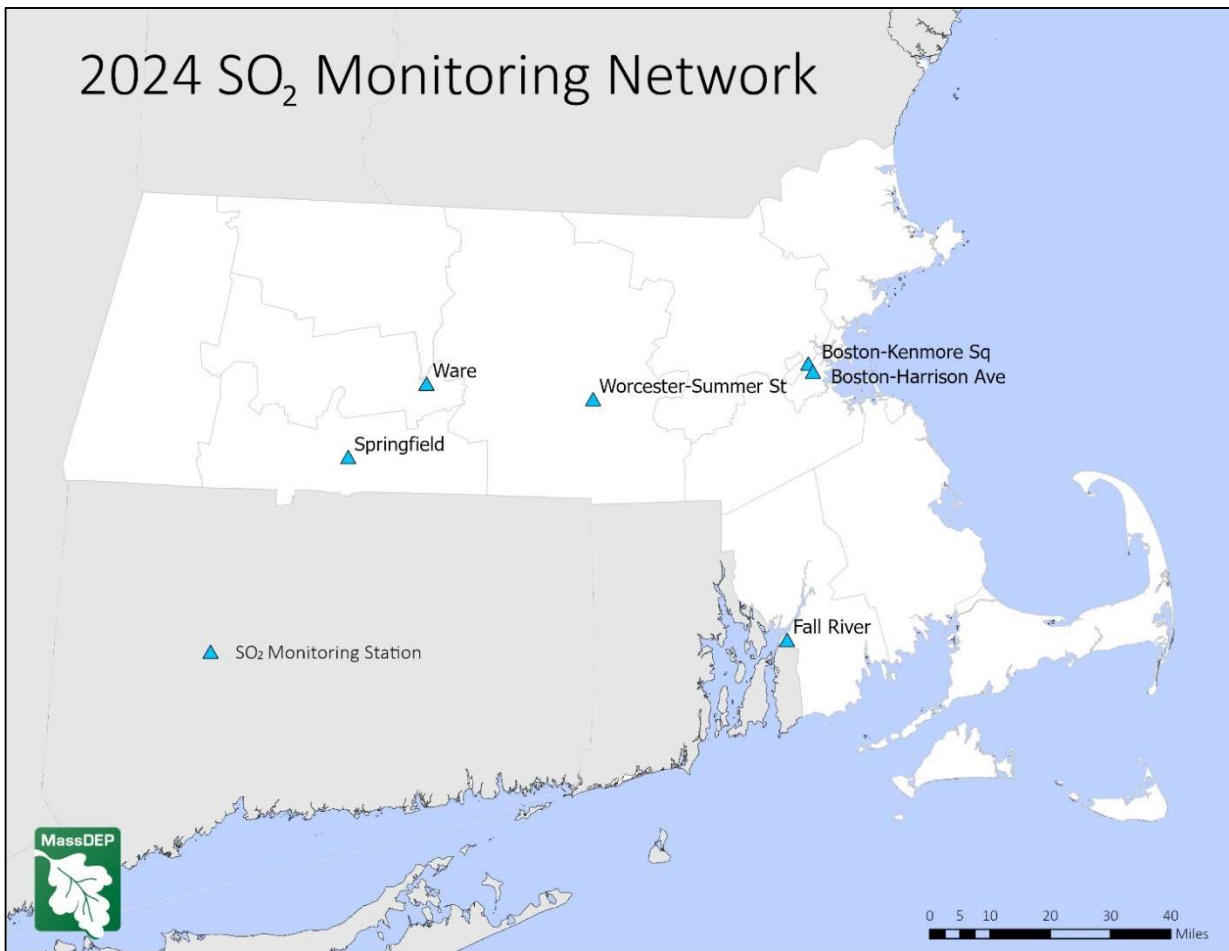 2024 SO₂ Monitoring Network
Boston-Kenmore Sq
Boston-Harrison Ave
Ware
Worcester-Summer St
Springfield
Fall River
SO₂ Monitoring Station
MassDEP
0 5 10 20 30 40
Miles